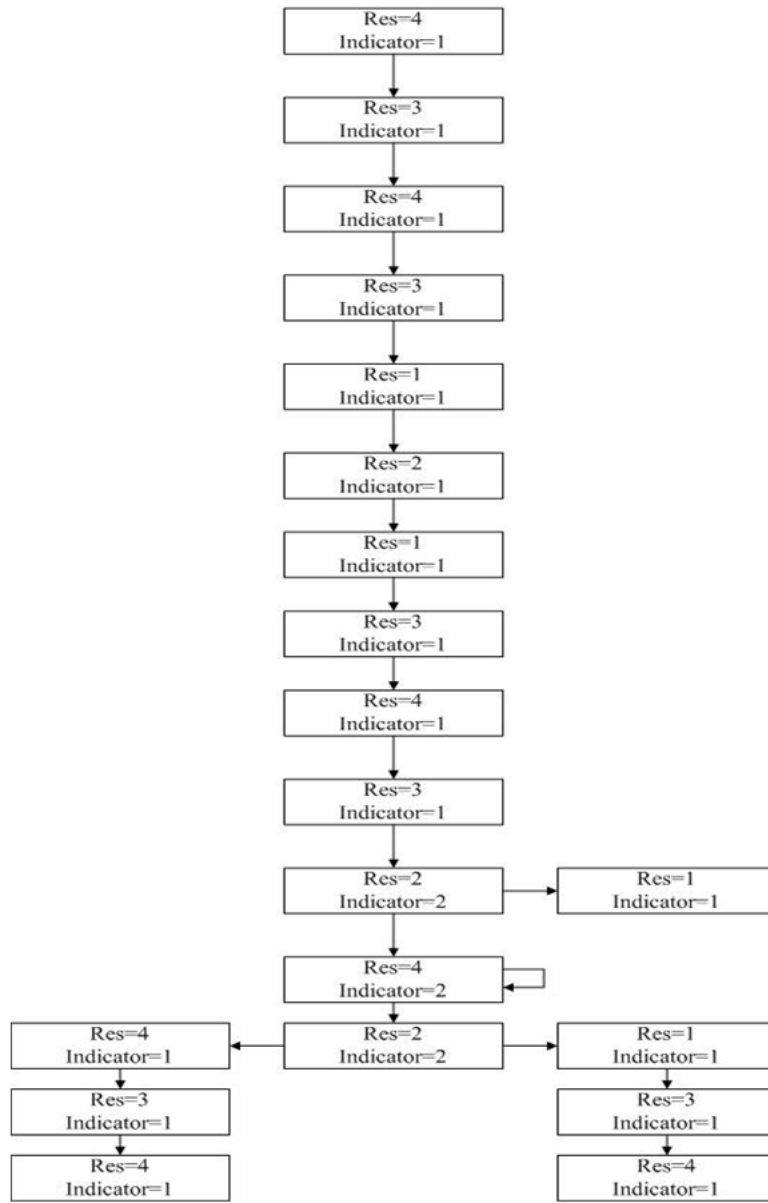 Res=4
Indicator=1
Res=3
Indicator=1
Res=4
Indicator=1
Res=3
Indicator=1
Res=1
Indicator=1
Res=2
Indicator=1
Res=1
Indicator=1
Res=3
Indicator=1
Res=4
Indicator=1
Res=3
Indicator=1
Res=2
Indicator=2
Res=1
Indicator=1
Res=4
Indicator=2
Res=4
Indicator=1
Res=2
Indicator=2
Res=1
Indicator=1
Res=3
Indicator=1
Res=3
Indicator=1
Res=4
Indicator=1
Res=4
Indicator=1